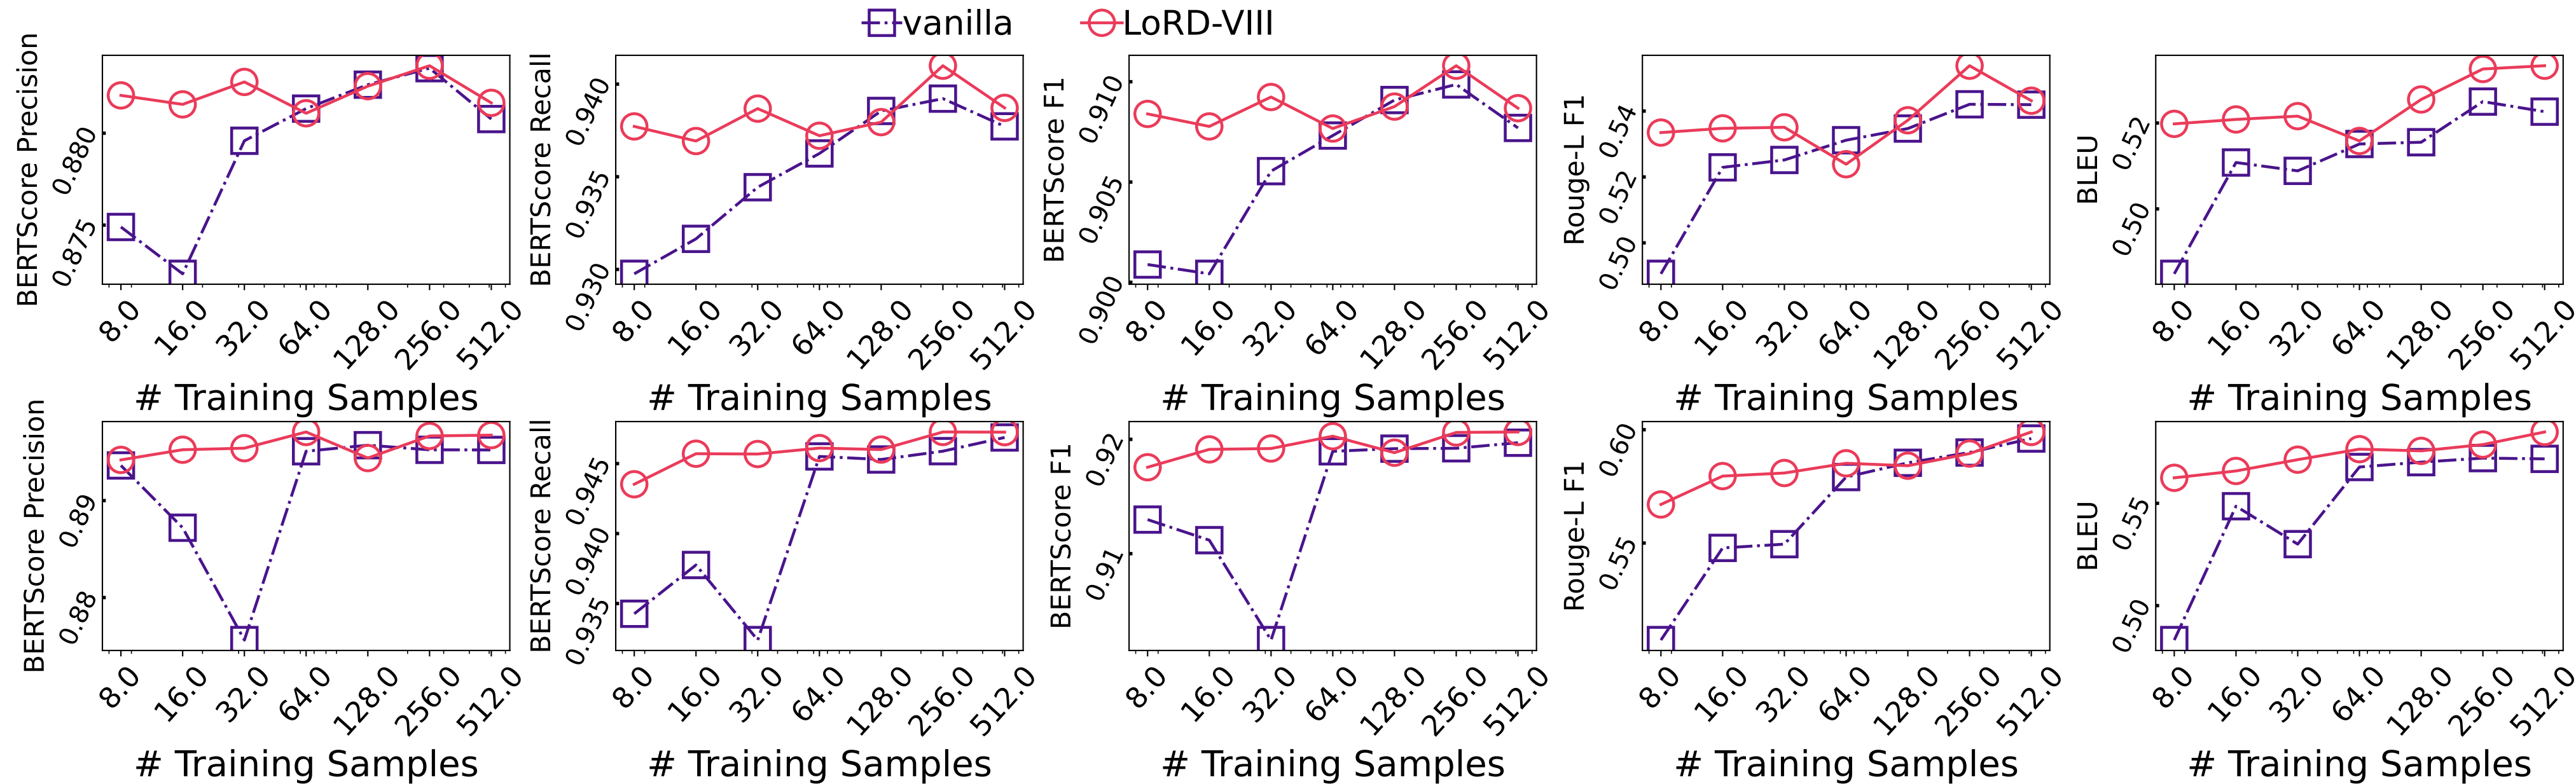 vanilla
LoRD-VIII
BERTScore Precision
0.880
0.875
8.0 16.0 32.0 64.0 128.0 256.0 512.0
# Training Samples
BERTScore Recall
0.940
0.935
0.930
8.0 16.0 32.0 64.0 128.0 256.0 512.0
# Training Samples
BERTScore F1
0.910
0.905
0.900
8.0 16.0 32.0 64.0 128.0 256.0 512.0
# Training Samples
Rouge-L F1
0.54
0.52
0.50
8.0 16.0 32.0 64.0 128.0 256.0 512.0
# Training Samples
BLEU
0.52
0.50
8.0 16.0 32.0 64.0 128.0 256.0 512.0
# Training Samples
BERTScore Precision
0.89
0.88
8.0 16.0 32.0 64.0 128.0 256.0 512.0
# Training Samples
BERTScore Recall
0.945
0.940
0.935
8.0 16.0 32.0 64.0 128.0 256.0 512.0
# Training Samples
BERTScore F1
0.92
0.91
8.0 16.0 32.0 64.0 128.0 256.0 512.0
# Training Samples
Rouge-L F1
0.60
0.55
8.0 16.0 32.0 64.0 128.0 256.0 512.0
# Training Samples
BLEU
0.55
0.50
8.0 16.0 32.0 64.0 128.0 256.0 512.0
# Training Samples